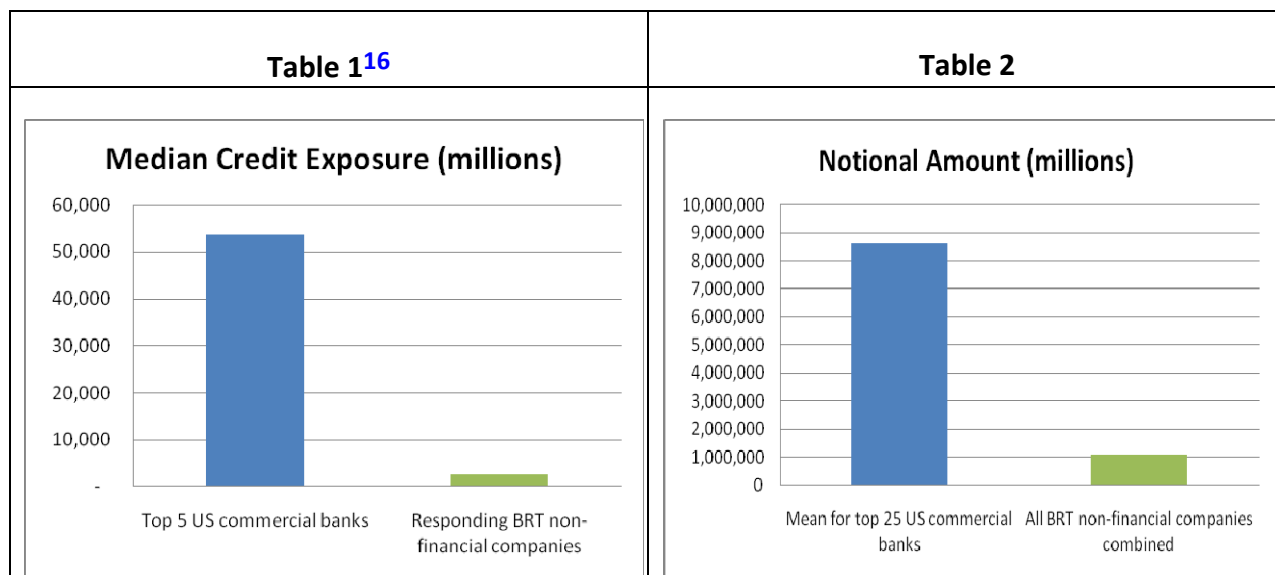 Table 116
Table 2
Median Credit Exposure (millions)
60,000
50,000
40,000
30,000
20,000
10,000
-
Top 5 US commercial banks
Responding BRT non-
financial companies
Notional Amount (millions)
10,000,000
9,000,000
8,000,000
7,000,000
6,000,000
5,000,000
4,000,000
3,000,000
2,000,000
1,000,000
0
Mean for top 25 US commercial
banks
All BRT non-financial companies
combined